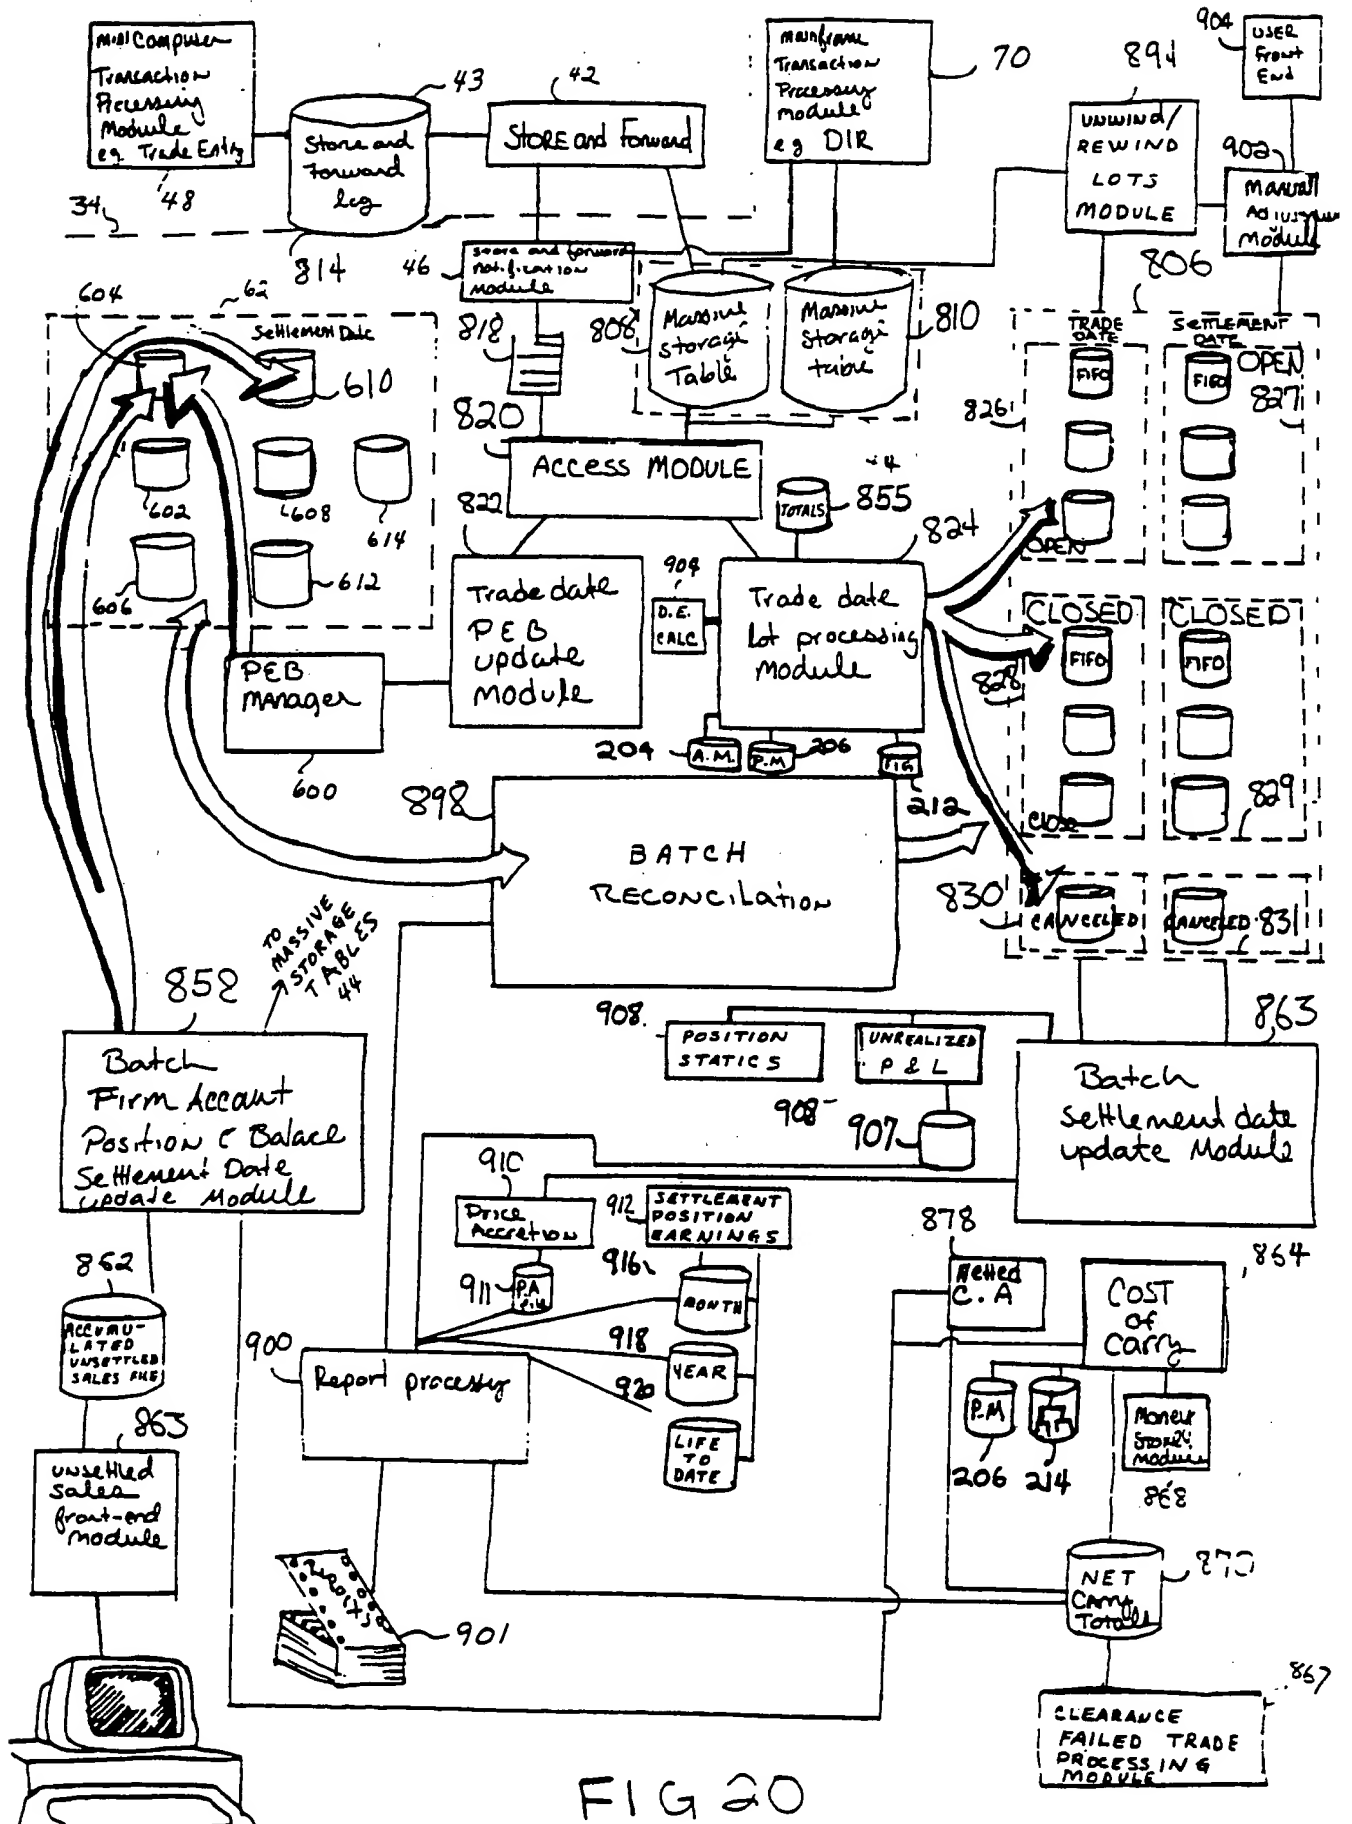 Mini Computer
Transaction
Processing
Module
eg. Trade Entry
48
34
43
Store and
Forward
log
814
42
STORE and Forward
Mainframe
Transaction
Processing
module
eg DIR
70
894
UNWIND/
REWIND
LOTS
MODULE
904
USER
Front
End
902
Manual
Module
806
46
store and forward
notification
module
818
808
Massive
storage
Table
Massive
Storage
table
810
604
62
Settlement Date
610
602
608
614
606
612
820
ACCESS MODULE
822
Trade date
PEB
update
Module
TOTALS
855
824
904
D.E.
CALC
Trade date
Lot processing
Module
204
A.M.
P.M
206
FIG
212
PEB
Manager
600
TRADE
DATE
SETTLEMENT
DATE
FIFO
OPEN
826
OPEN
FIFO
827
CLOSED
FIFO
828
Close
CLOSED
FIFO
829
830
CANCELED
CANCELED
831
898
BATCH
RECONCILATION
TO
MASSIVE
STORAGE
TABLES
44
852
Batch
Firm Account
Position & Balace
Settlement Date
update Module
908
POSITION
STATICS
UNREALIZED
P & L
908
907
863
Batch
Settlement date
update Module
910
Price
Accretion
911
P.A
912
SETTLEMENT
POSITION
EARNINGS
916
MONTH
918
YEAR
920
LIFE
TO
DATE
878
Netted
C.A
864
COST
of
Carry
P.M
206
214
Money
Module
868
862
ACCUMU-
LATED
UNSETTLED
SALES FILE
863
unsettled
sales
front-end
module
900
Report processg
Reports
901
870
NET
Carry
Totals
867
CLEARANCE
FAILED TRADE
PROCESSING
MODULE
FIG 20